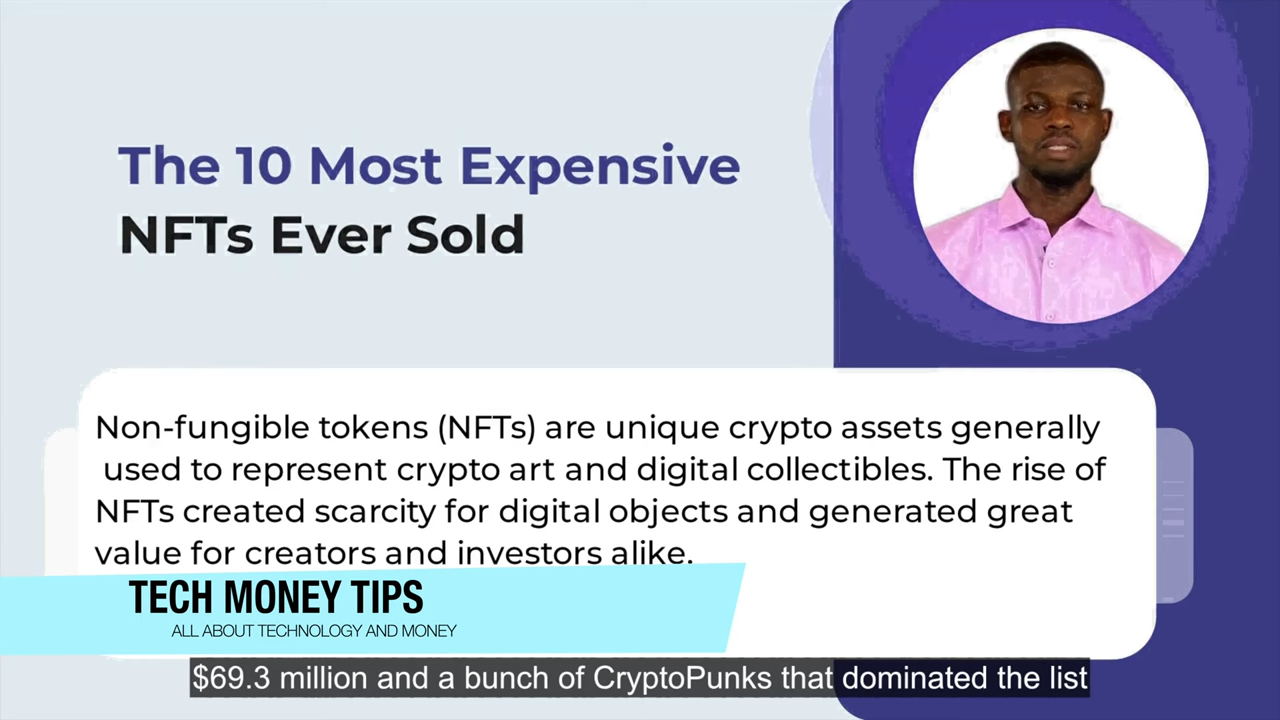 The 10 Most Expensive
NFTs Ever Sold
Non-fungible tokens (NFTs) are unique crypto assets generally
used to represent crypto art and digital collectibles. The rise of
NFTs created scarcity for digital objects and generated great
value for creators and investors alike.
TECH MONEY TIPS
ALL ABOUT TECHNOLOGY AND MONEY
$69.3 million and a bunch of CryptoPunks that dominated the list